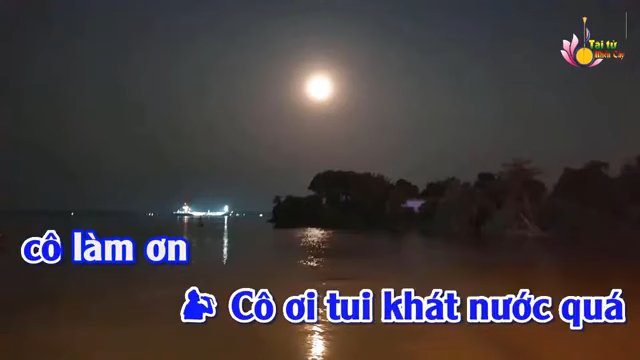 Tài tử
Miền Tây
cô làm ơn
Cô ơi tui khát nước quá